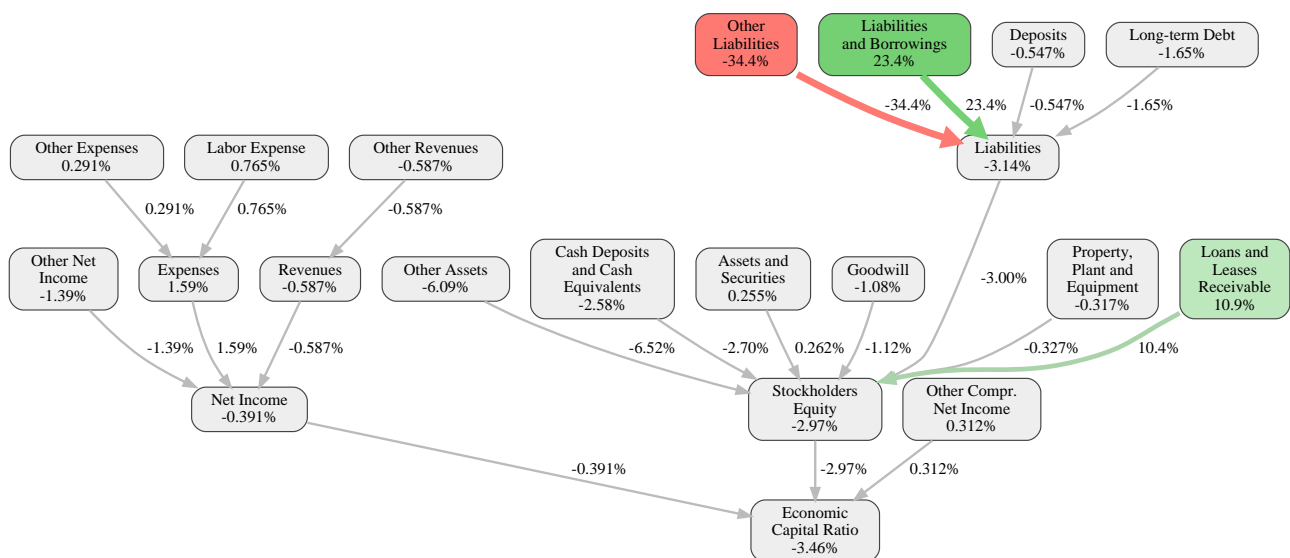 Other
Liabilities
-34.4%
Liabilities
and Borrowings
23.4%
Deposits
-0.547%
Long-term Debt
-1.65%
-34.4%
23.4%
-0.547%
-1.65%
Other Expenses
0.291%
Labor Expense
0.765%
Other Revenues
-0.587%
Liabilities
-3.14%
0.291%
0.765%
-0.587%
Other Net
Income
-1.39%
Expenses
1.59%
Revenues
-0.587%
Other Assets
-6.09%
Cash Deposits
and Cash
Equivalents
-2.58%
Assets and
Securities
0.255%
Goodwill
-1.08%
-3.00%
Property,
Plant and
Equipment
-0.317%
Loans and
Leases
Receivable
10.9%
-1.39%
1.59%
-0.587%
-6.52%
-2.70%
0.262%
-1.12%
-0.327%
10.4%
Net Income
-0.391%
Stockholders
Equity
-2.97%
Other Compr.
Net Income
0.312%
-0.391%
-2.97%
0.312%
Economic
Capital Ratio
-3.46%